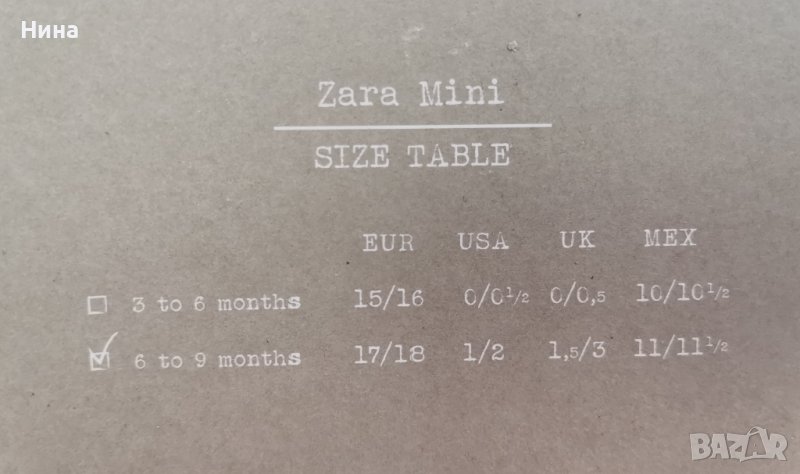 Нина
Zara Mini
SIZE TABLE
EUR USA UK MEX
3 to 6 months 15/16 0/0½ 0/0,5 10/10½
6 to 9 months 17/18 1/2 1,5/3 11/11½
BAZAR